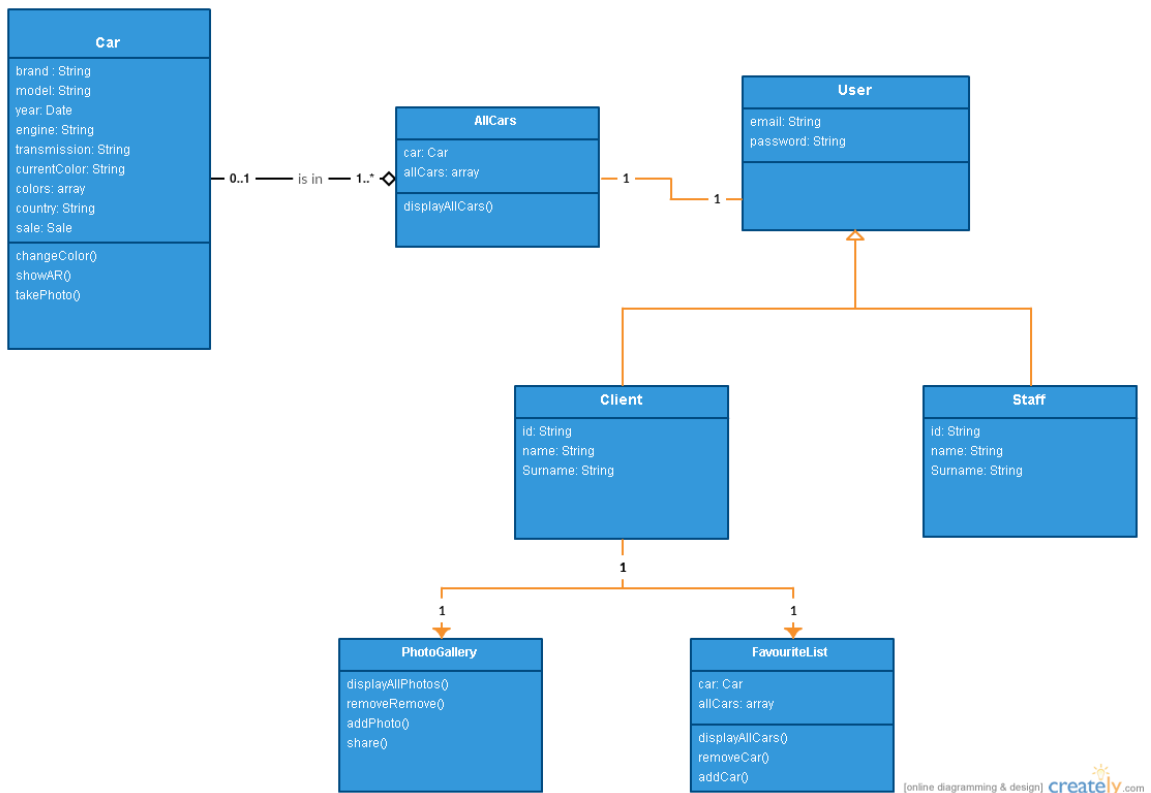 Car
brand : String
model: String
year: Date
engine: String
transmission: String
currentColor: String
colors: array
country: String
sale: Sale
changeColor()
showAR()
takePhoto()
0..1
is in
1..*
AllCars
car: Car
allCars: array
displayAllCars()
1
1
User
email: String
password: String
Client
id: String
name: String
Surname: String
Staff
id: String
name: String
Surname: String
1
1
1
PhotoGallery
displayAllPhotos()
removeRemove()
addPhoto()
share()
FavouriteList
car: Car
allCars: array
displayAllCars()
removeCar()
addCar()
[online diagramming & design] creately.com